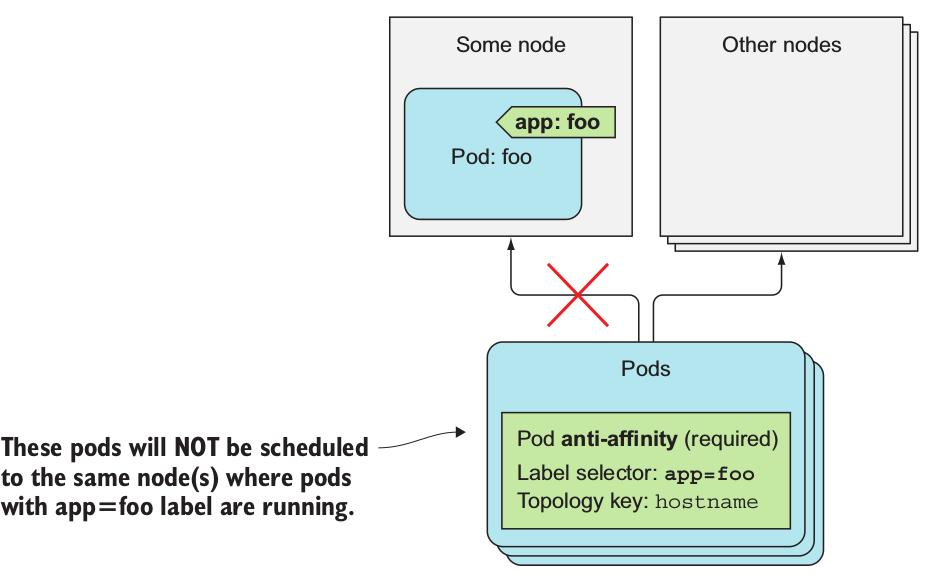 Some node
Other nodes
app: foo
Pod: foo
Pods
Pod anti-affinity (required)
Label selector: app=foo
Topology key: hostname
These pods will NOT be scheduled
to the same node(s) where pods
with app=foo label are running.